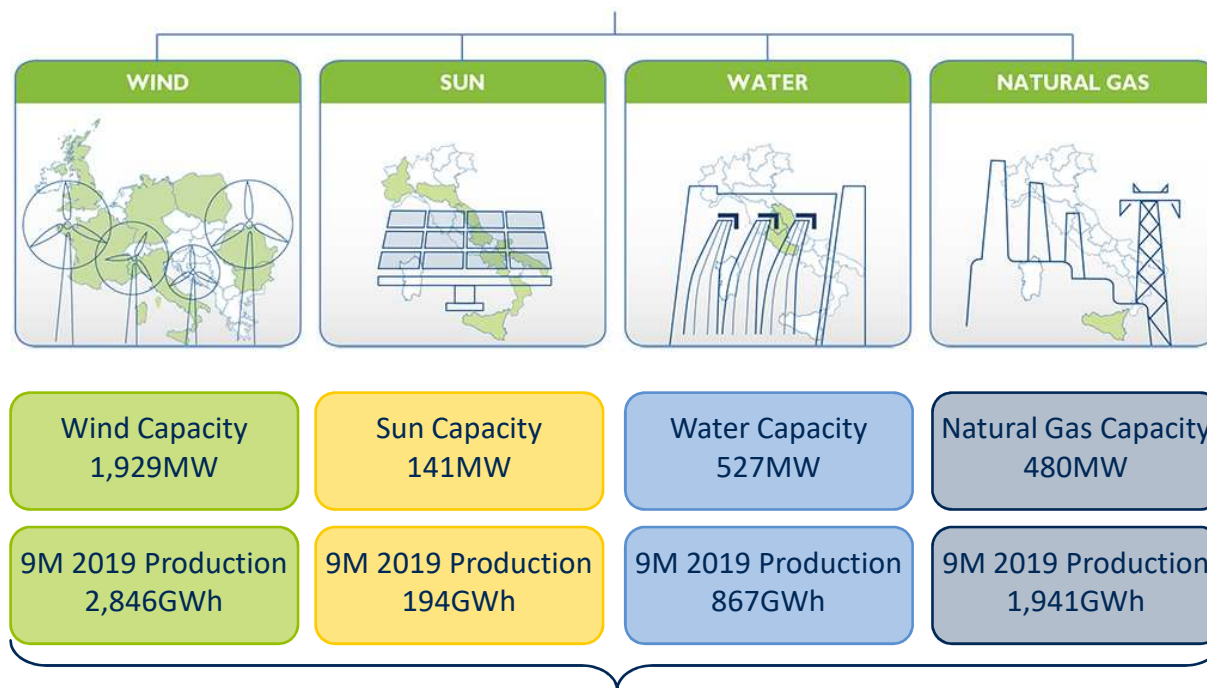 WIND
SUN
WATER
NATURAL GAS
Wind Capacity
1,929MW
Sun Capacity
141MW
Water Capacity
527MW
Natural Gas Capacity
480MW
9M 2019 Production
2,846GWh
9M 2019 Production
194GWh
9M 2019 Production
867GWh
9M 2019 Production
1,941GWh